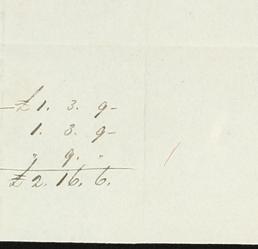 £1. 3. 9-
1. 3. 9-
" 9. "
£2. 16. 6.